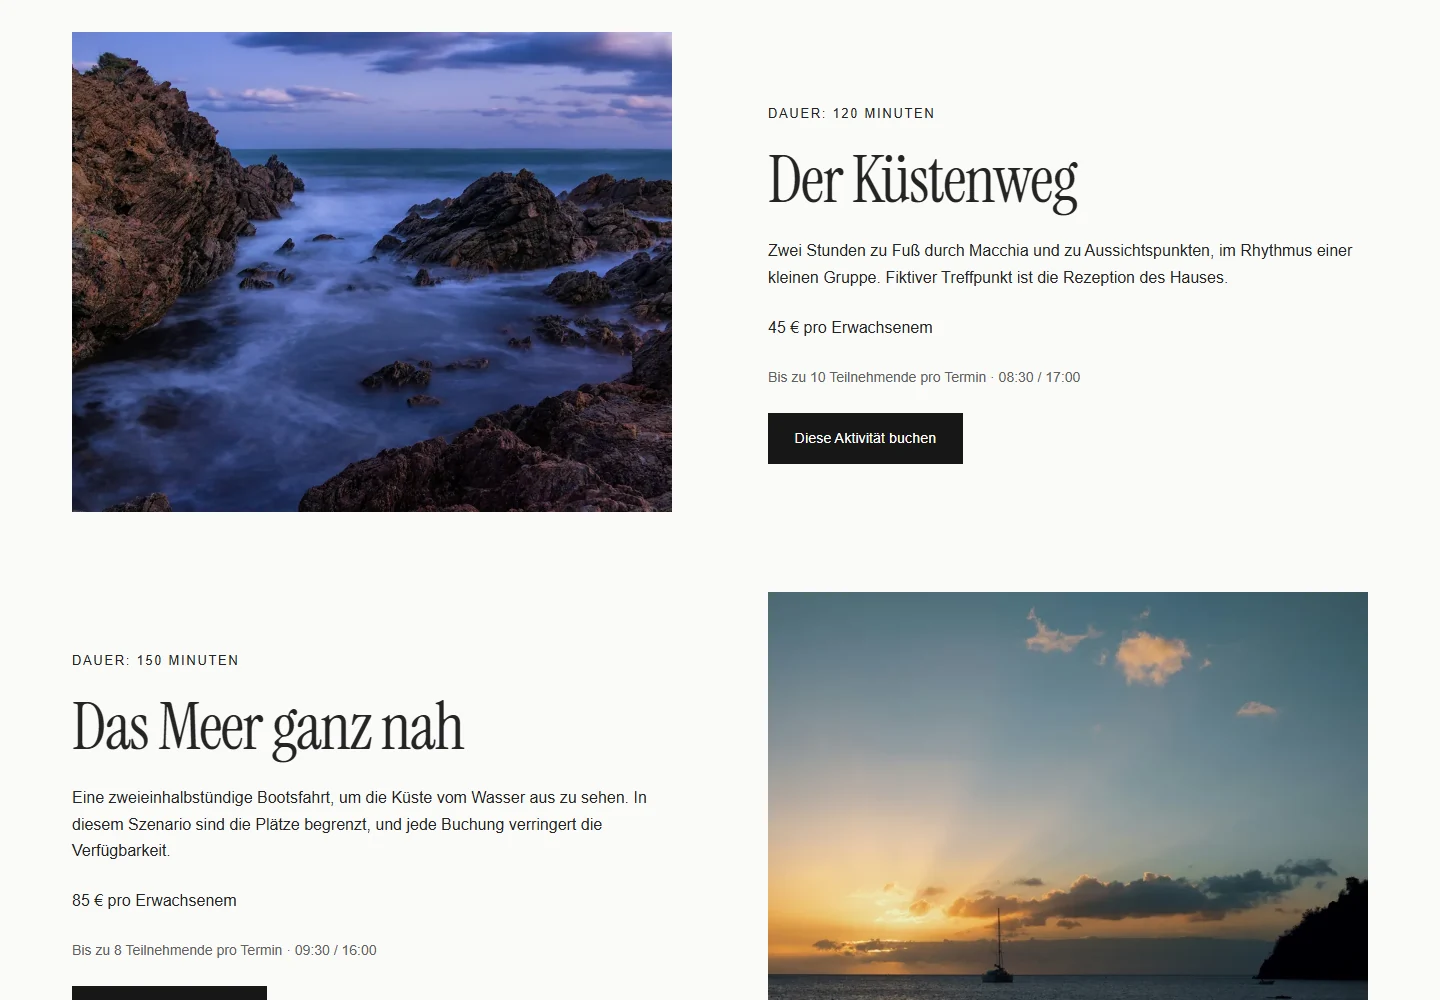 DAUER: 120 MINUTEN
Der Küstenweg
Zwei Stunden zu Fuß durch Macchia und zu Aussichtspunkten, im Rhythmus einer
kleinen Gruppe. Fiktiver Treffpunkt ist die Rezeption des Hauses.
45 € pro Erwachsenem
Bis zu 10 Teilnehmende pro Termin · 08:30 / 17:00
Diese Aktivität buchen
DAUER: 150 MINUTEN
Das Meer ganz nah
Eine zweieinhalbstündige Bootsfahrt, um die Küste vom Wasser aus zu sehen. In
diesem Szenario sind die Plätze begrenzt, und jede Buchung verringert die
Verfügbarkeit.
85 € pro Erwachsenem
Bis zu 8 Teilnehmende pro Termin · 09:30 / 16:00